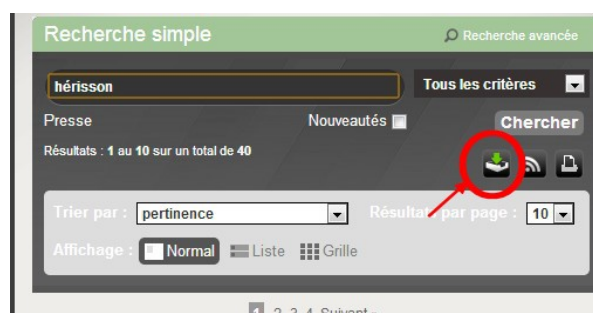 Recherche simple Recherche avancée
hérisson Tous les critères
Presse Nouveautés Chercher
Résultats : 1 au 10 sur un total de 40
Trier par : pertinence Résultats par page : 10
Affichage : Normal Liste Grille
1 2 3 4 Suivant